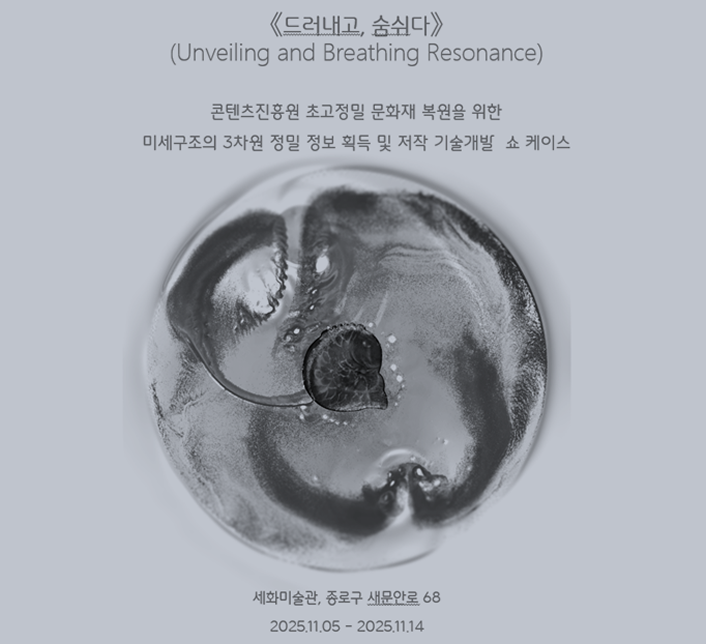 《드러내고, 숨쉬다》
(Unveiling and Breathing Resonance)
콘텐츠진흥원 초고정밀 문화재 복원을 위한
미세구조의 3차원 정밀 정보 획득 및 저작 기술개발 쇼 케이스
세화미술관, 종로구 새문안로 68
2025.11.05 - 2025.11.14